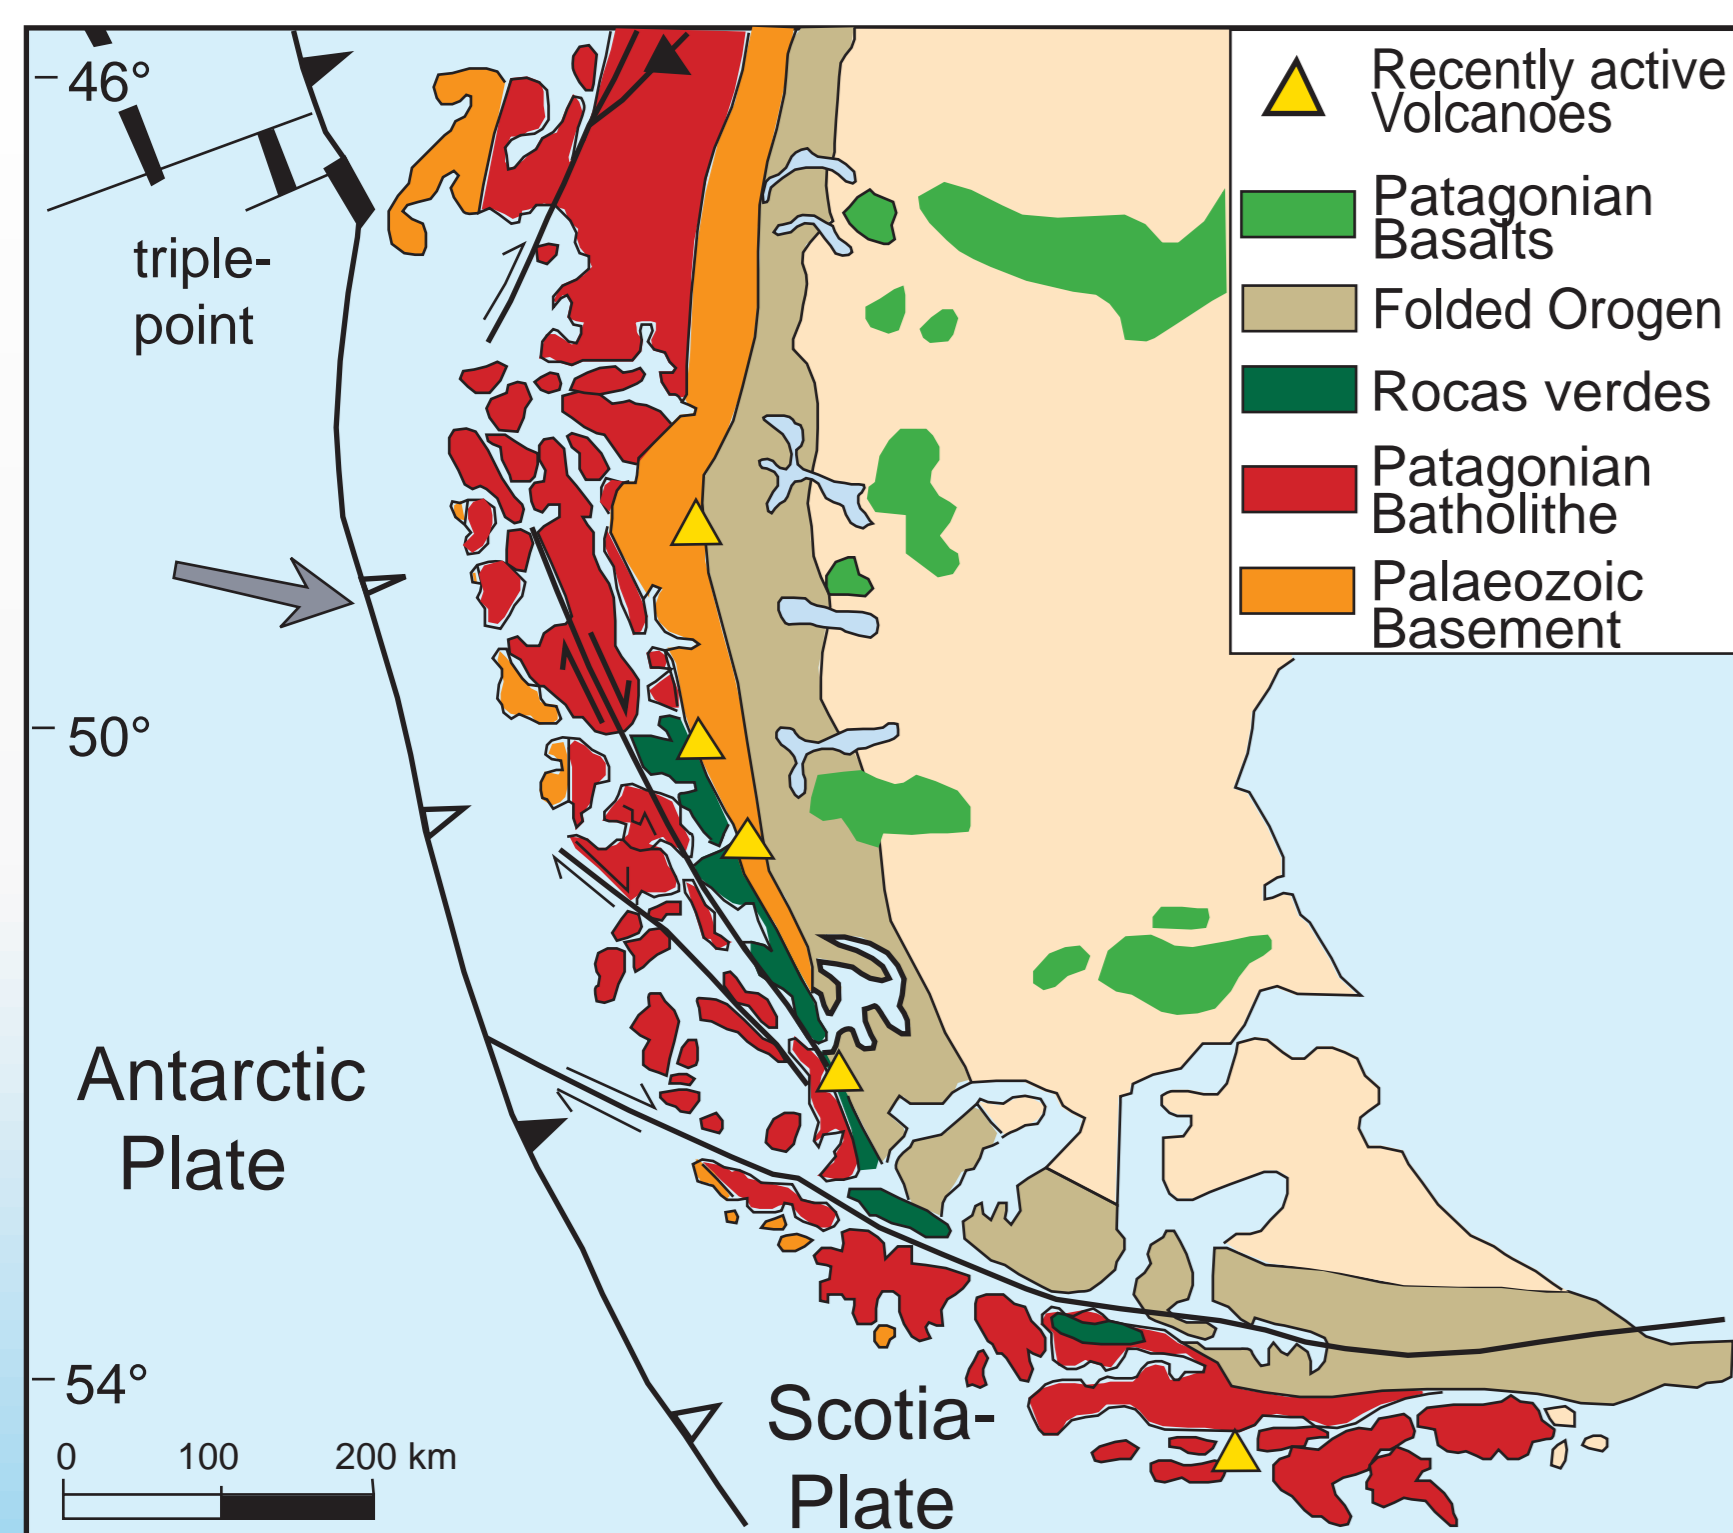 46°
triple-
point
50°
Antarctic
Plate
54°
0 100 200 km
Scotia-
Plate
Recently active
Volcanoes
Patagonian
Basalts
Folded Orogen
Rocas verdes
Patagonian
Batholithe
Palaeozoic
Basement